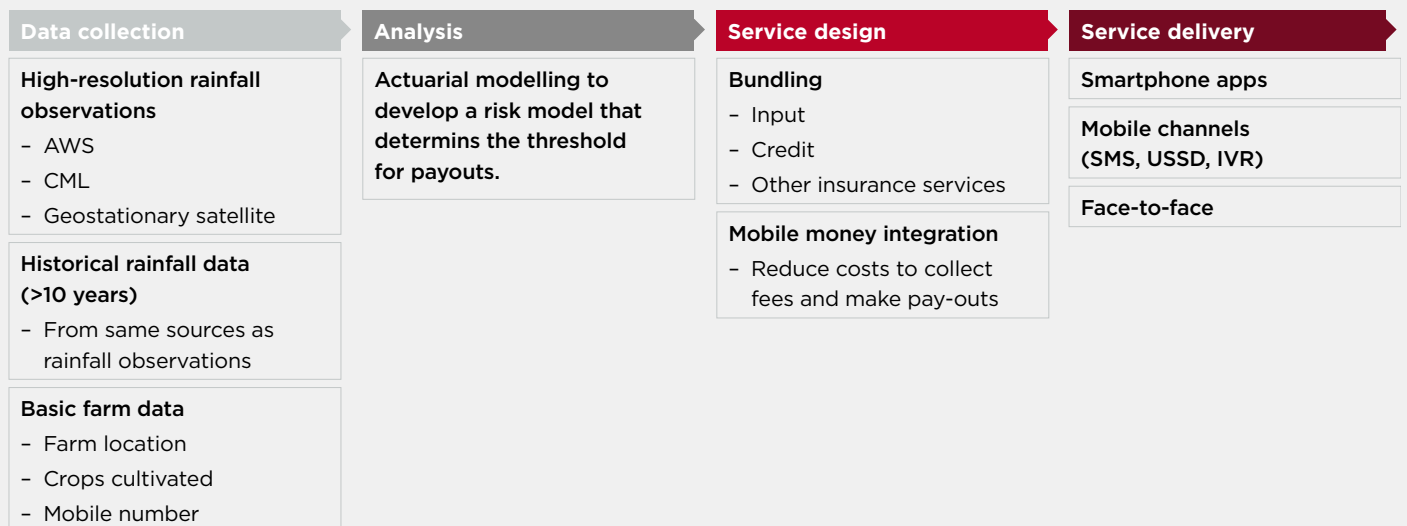 Data collection
High-resolution rainfall
observations
– AWS
– CML
– Geostationary satellite
Historical rainfall data
(>10 years)
– From same sources as
rainfall observations
Basic farm data
– Farm location
– Crops cultivated
– Mobile number
Analysis
Actuarial modelling to
develop a risk model that
determins the threshold
for payouts.
Service design
Bundling
– Input
– Credit
– Other insurance services
Mobile money integration
– Reduce costs to collect
fees and make pay-outs
Service delivery
Smartphone apps
Mobile channels
(SMS, USSD, IVR)
Face-to-face